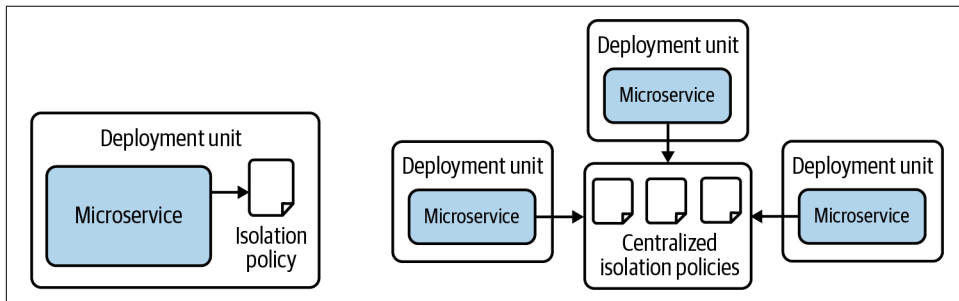 Deployment unit
Microservice
Isolation
policy
Deployment unit
Microservice
Deployment unit
Microservice
Deployment unit
Microservice
Centralized
isolation policies